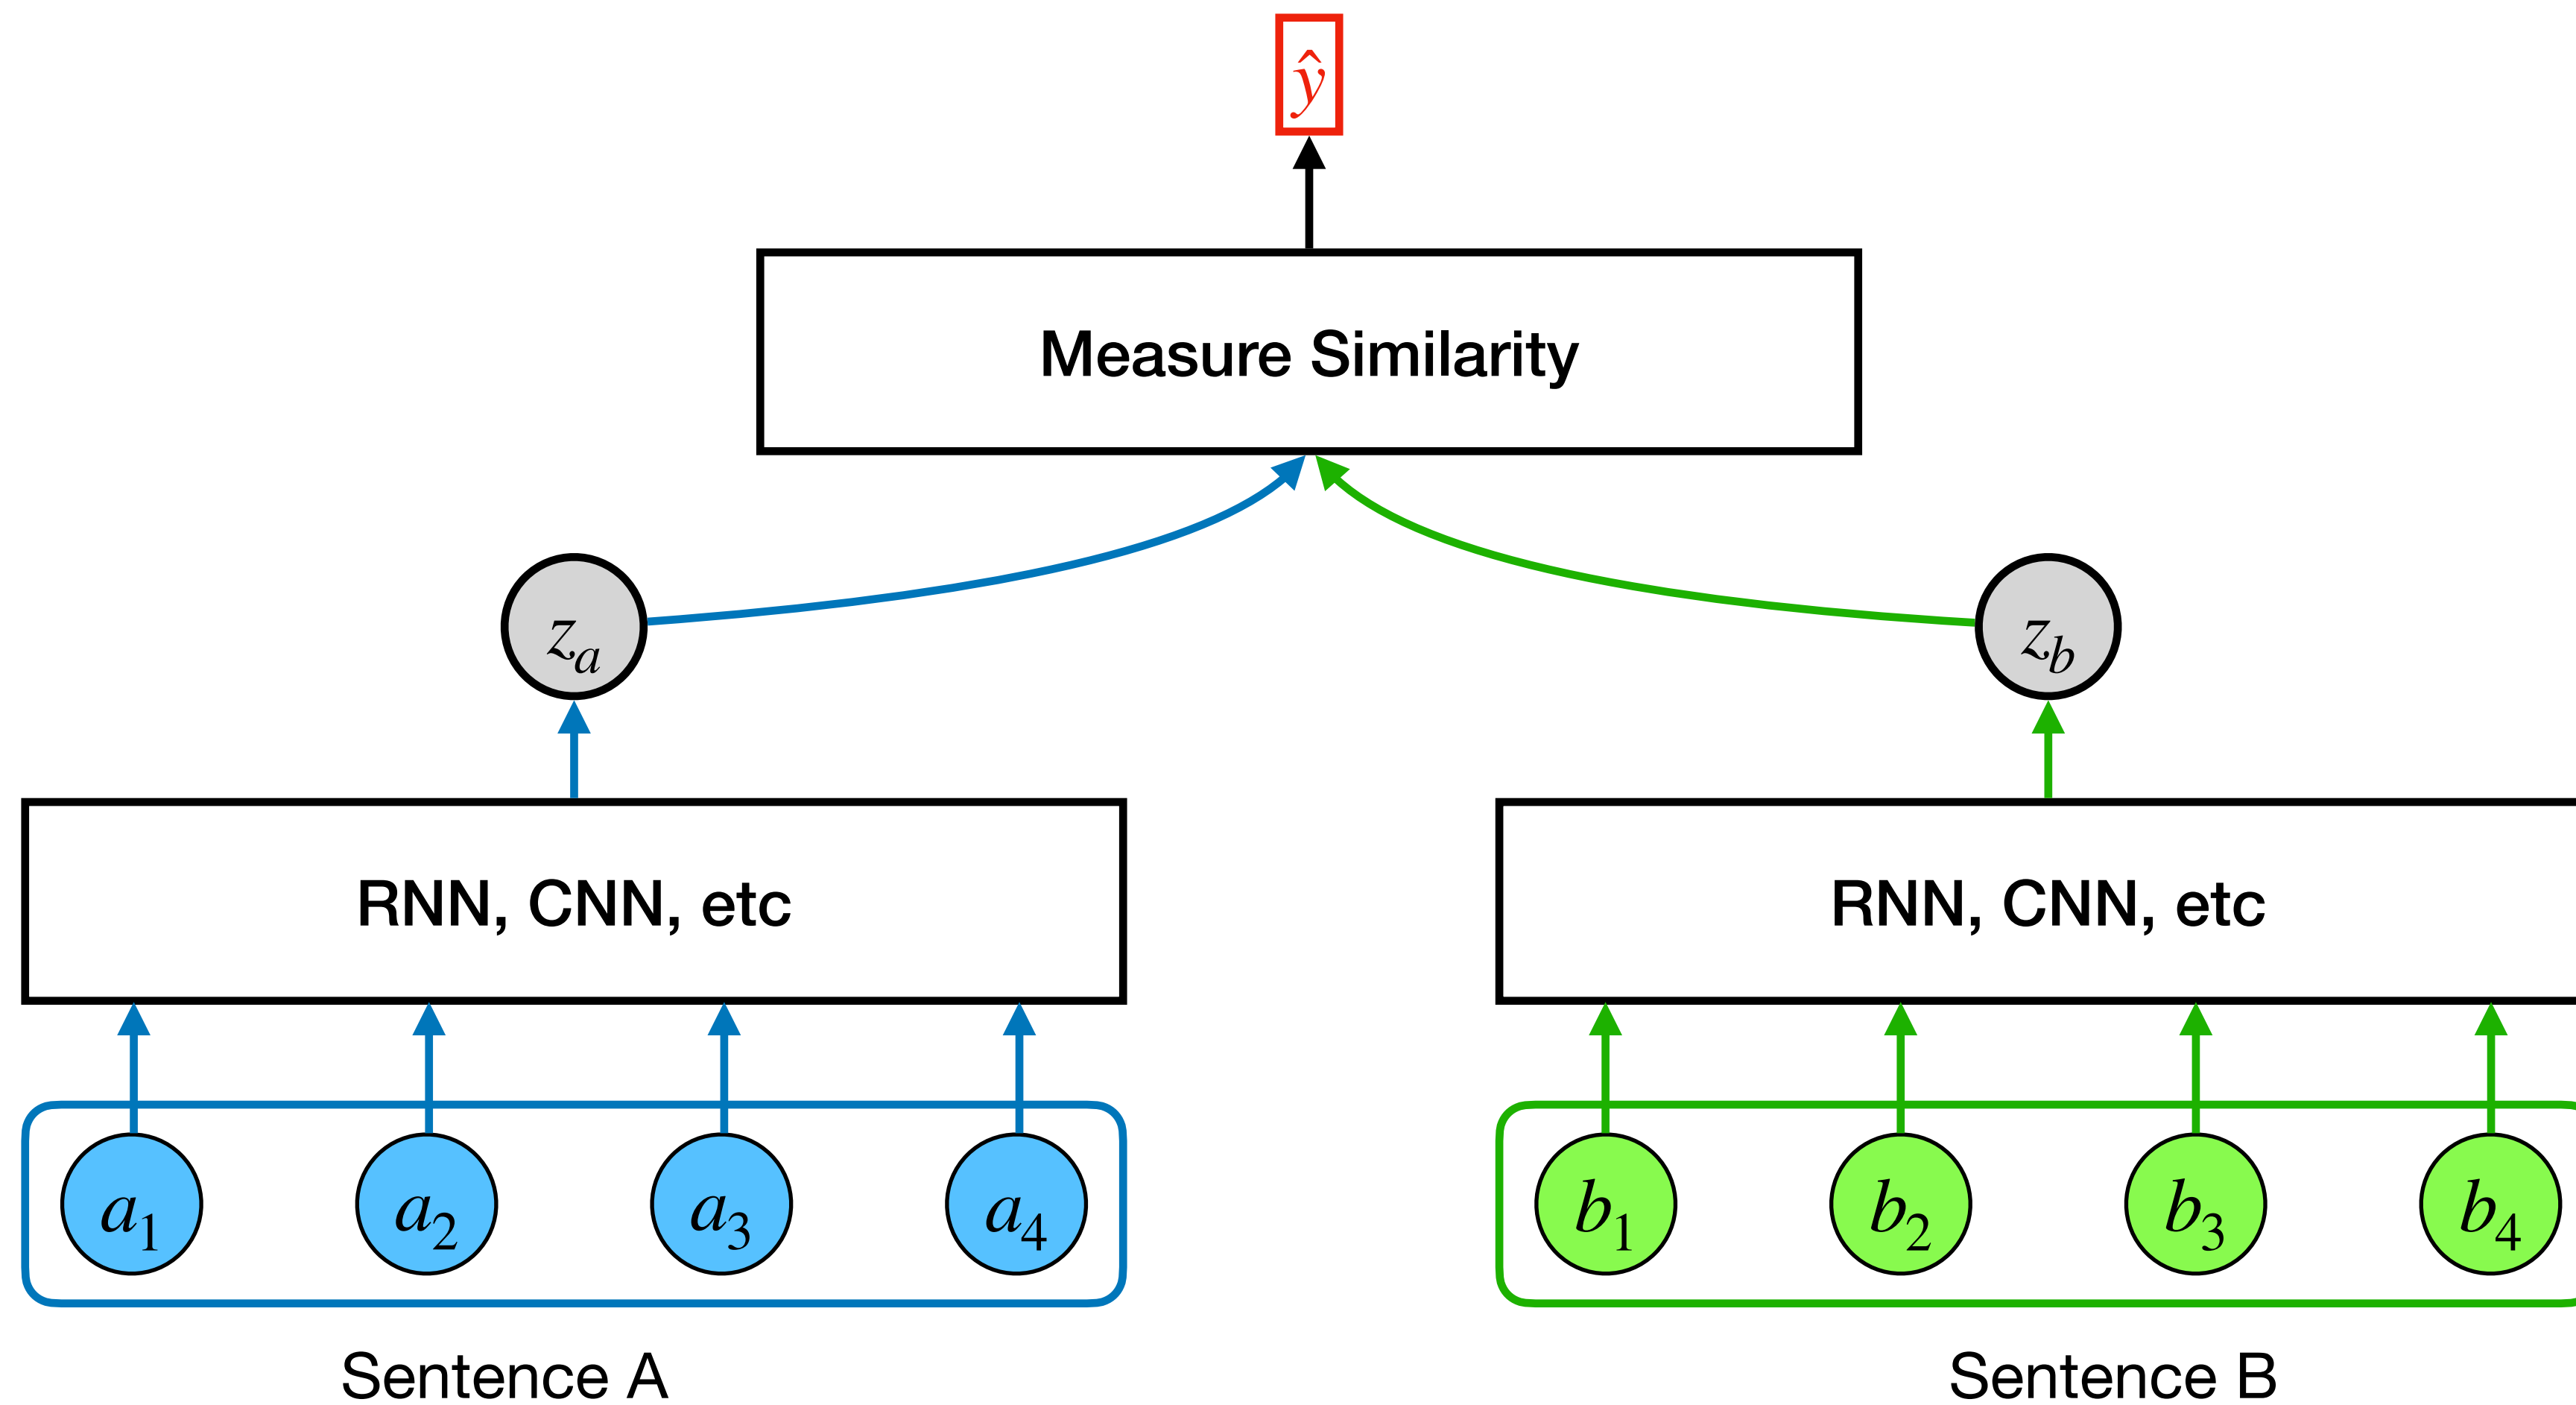 ŷ
Measure Similarity
z_a z_b
RNN, CNN, etc RNN, CNN, etc
a_1 a_2 a_3 a_4 b_1 b_2 b_3 b_4
Sentence A Sentence B